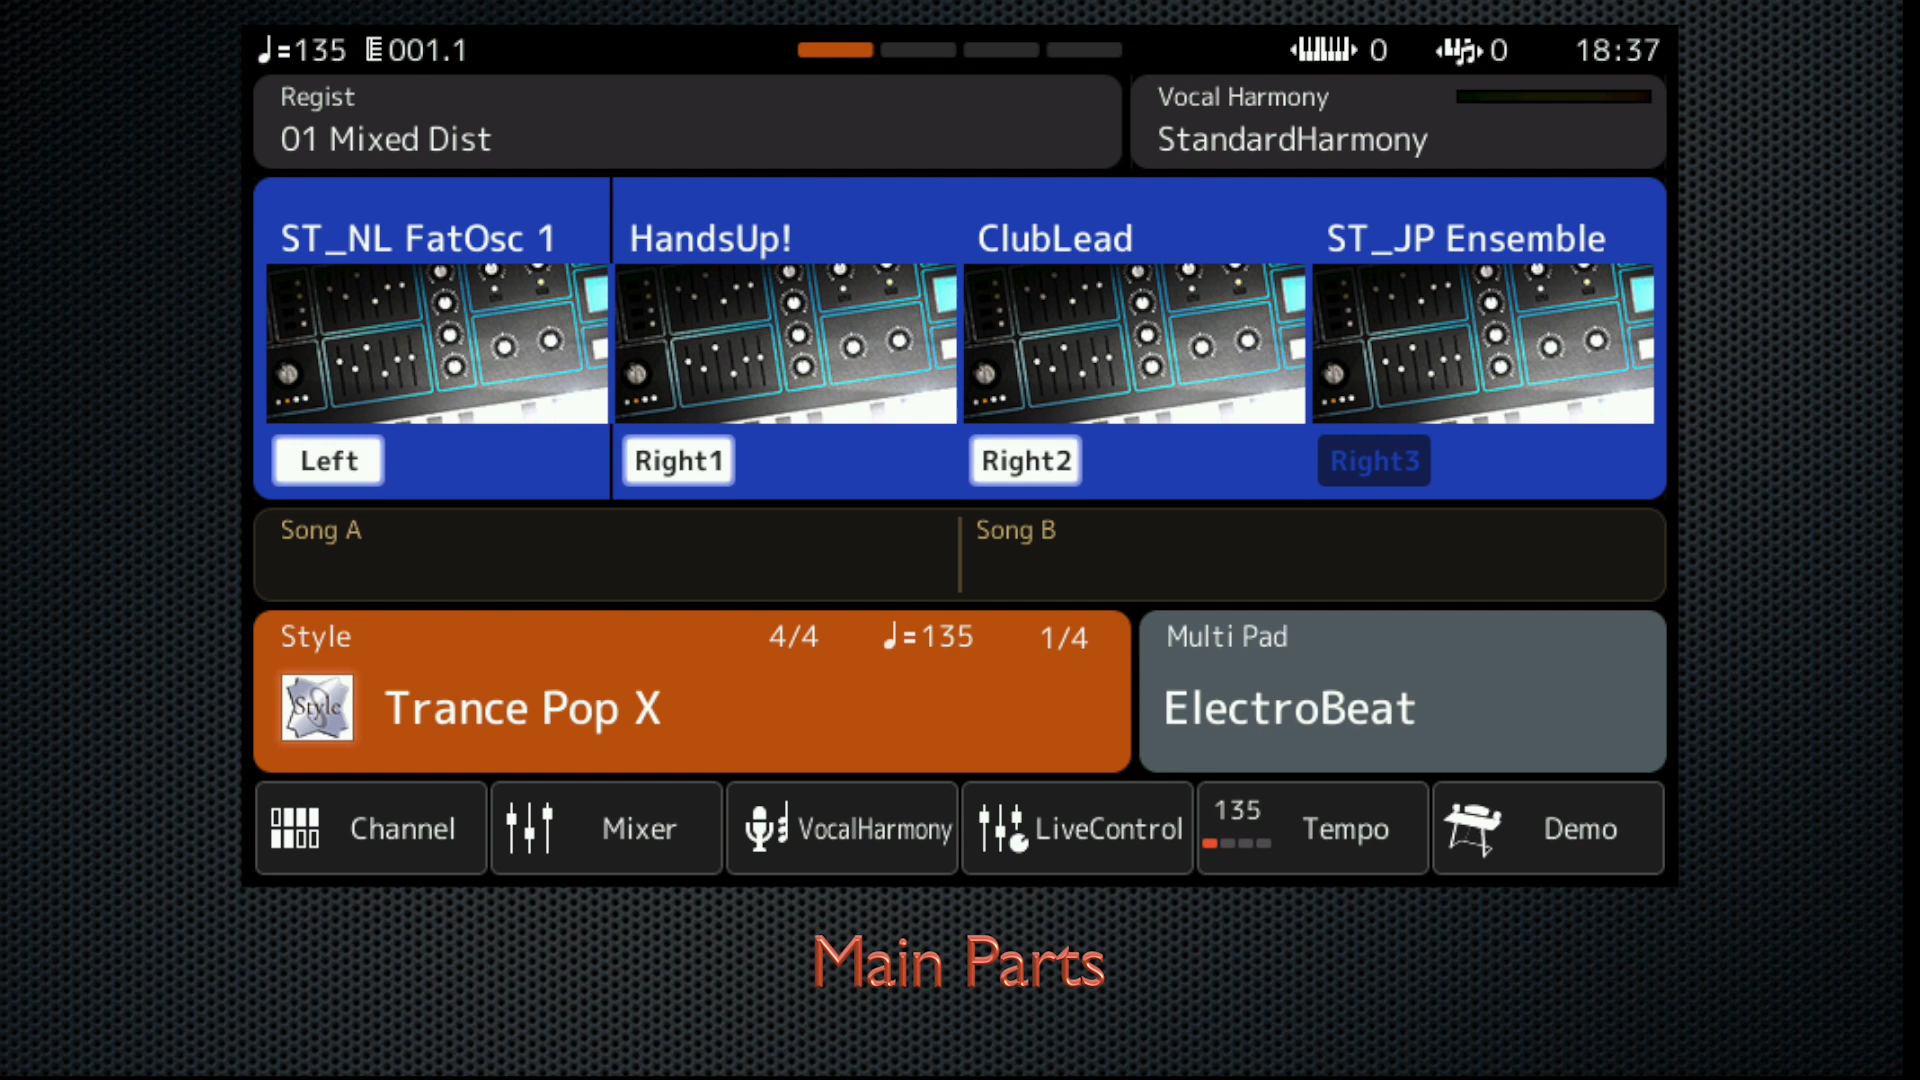 =135 001.1 0 0 18:37
Regist
01 Mixed Dist
Vocal Harmony
StandardHarmony
ST_NL FatOsc 1
HandsUp!
ClubLead
ST_JP Ensemble
Left
Right1
Right2
Right3
Song A
Song B
Style 4/4 =135 1/4
Style
Trance Pop X
Multi Pad
ElectroBeat
Channel
Mixer
VocalHarmony
LiveControl
135
Tempo
Demo
Main Parts